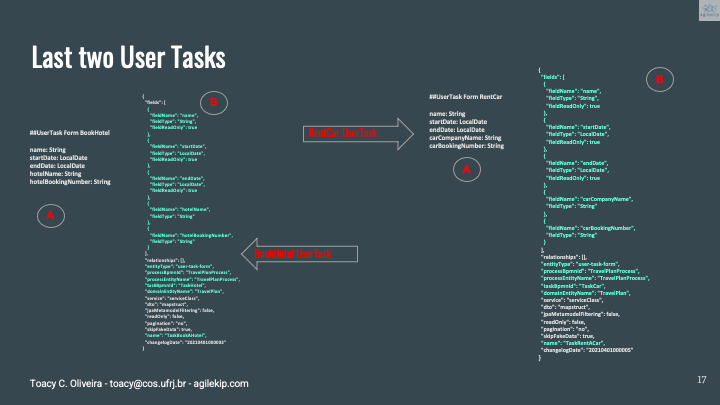 agilekip
Last two User Tasks
##UserTask Form BookHotel
name: String
startDate: LocalDate
endDate: LocalDate
hotelName: String
hotelBookingNumber: String
A
{
"fields": [
{
"fieldName": "name",
"fieldType": "String",
"fieldReadOnly": true
},
{
"fieldName": "startDate",
"fieldType": "LocalDate",
"fieldReadOnly": true
},
{
"fieldName": "endDate",
"fieldType": "LocalDate",
"fieldReadOnly": true
},
{
"fieldName": "hotelName",
"fieldType": "String"
},
{
"fieldName": "hotelBookingNumber",
"fieldType": "String"
}
],
"relationships": [],
"entityType": "user-task-form",
"processBpmnId": "TravelPlanProcess",
"processEntityName": "TravelPlanProcess",
"taskBpmnId": "TaskHotel",
"domainEntityName": "TravelPlan",
"service": "serviceClass",
"dto": "mapstruct",
"jpaMetamodelFiltering": false,
"readOnly": false,
"pagination": "no",
"skipFakeData": true,
"name": "TaskBookAHotel",
"changelogDate": "20210401000003"
}
B
RentCar UserTask
BookHotel UserTask
##UserTask Form RentCar
name: String
startDate: LocalDate
endDate: LocalDate
carCompanyName: String
carBookingNumber: String
A
{
"fields": [
{
"fieldName": "name",
"fieldType": "String",
"fieldReadOnly": true
},
{
"fieldName": "startDate",
"fieldType": "LocalDate",
"fieldReadOnly": true
},
{
"fieldName": "endDate",
"fieldType": "LocalDate",
"fieldReadOnly": true
},
{
"fieldName": "carCompanyName",
"fieldType": "String"
},
{
"fieldName": "carBookingNumber",
"fieldType": "String"
}
],
"relationships": [],
"entityType": "user-task-form",
"processBpmnId": "TravelPlanProcess",
"processEntityName": "TravelPlanProcess",
"taskBpmnId": "TaskCar",
"domainEntityName": "TravelPlan",
"service": "serviceClass",
"dto": "mapstruct",
"jpaMetamodelFiltering": false,
"readOnly": false,
"pagination": "no",
"skipFakeData": true,
"name": "TaskRentACar",
"changelogDate": "20210401000005"
}
B
Toacy C. Oliveira - toacy@cos.ufrj.br - agilekip.com
17